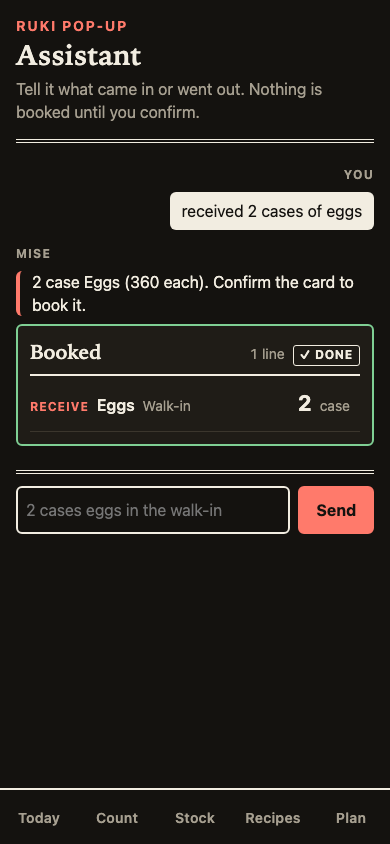 RUKI POP-UP
Assistant
Tell it what came in or went out. Nothing is
booked until you confirm.
YOU
received 2 cases of eggs
MISE
2 case Eggs (360 each). Confirm the card to
book it.
Booked 1 line ✓ DONE
RECEIVE Eggs Walk-in 2 case
2 cases eggs in the walk-in Send
Today Count Stock Recipes Plan